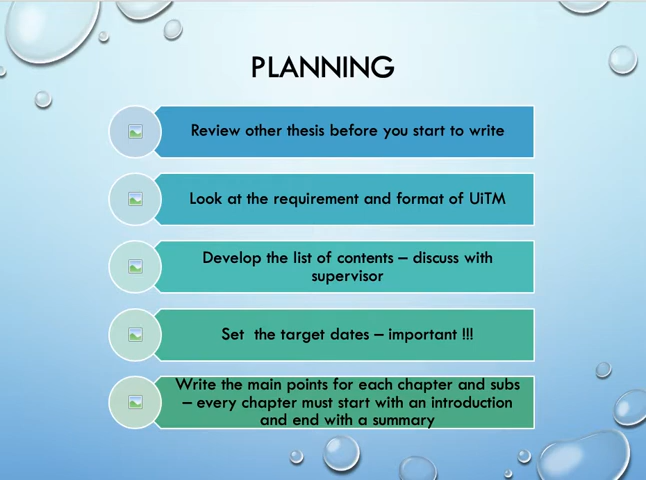 PLANNING
Review other thesis before you start to write
Look at the requirement and format of UiTM
Develop the list of contents – discuss with
supervisor
Set  the target dates – important !!!
Write the main points for each chapter and subs
– every chapter must start with an introduction
and end with a summary